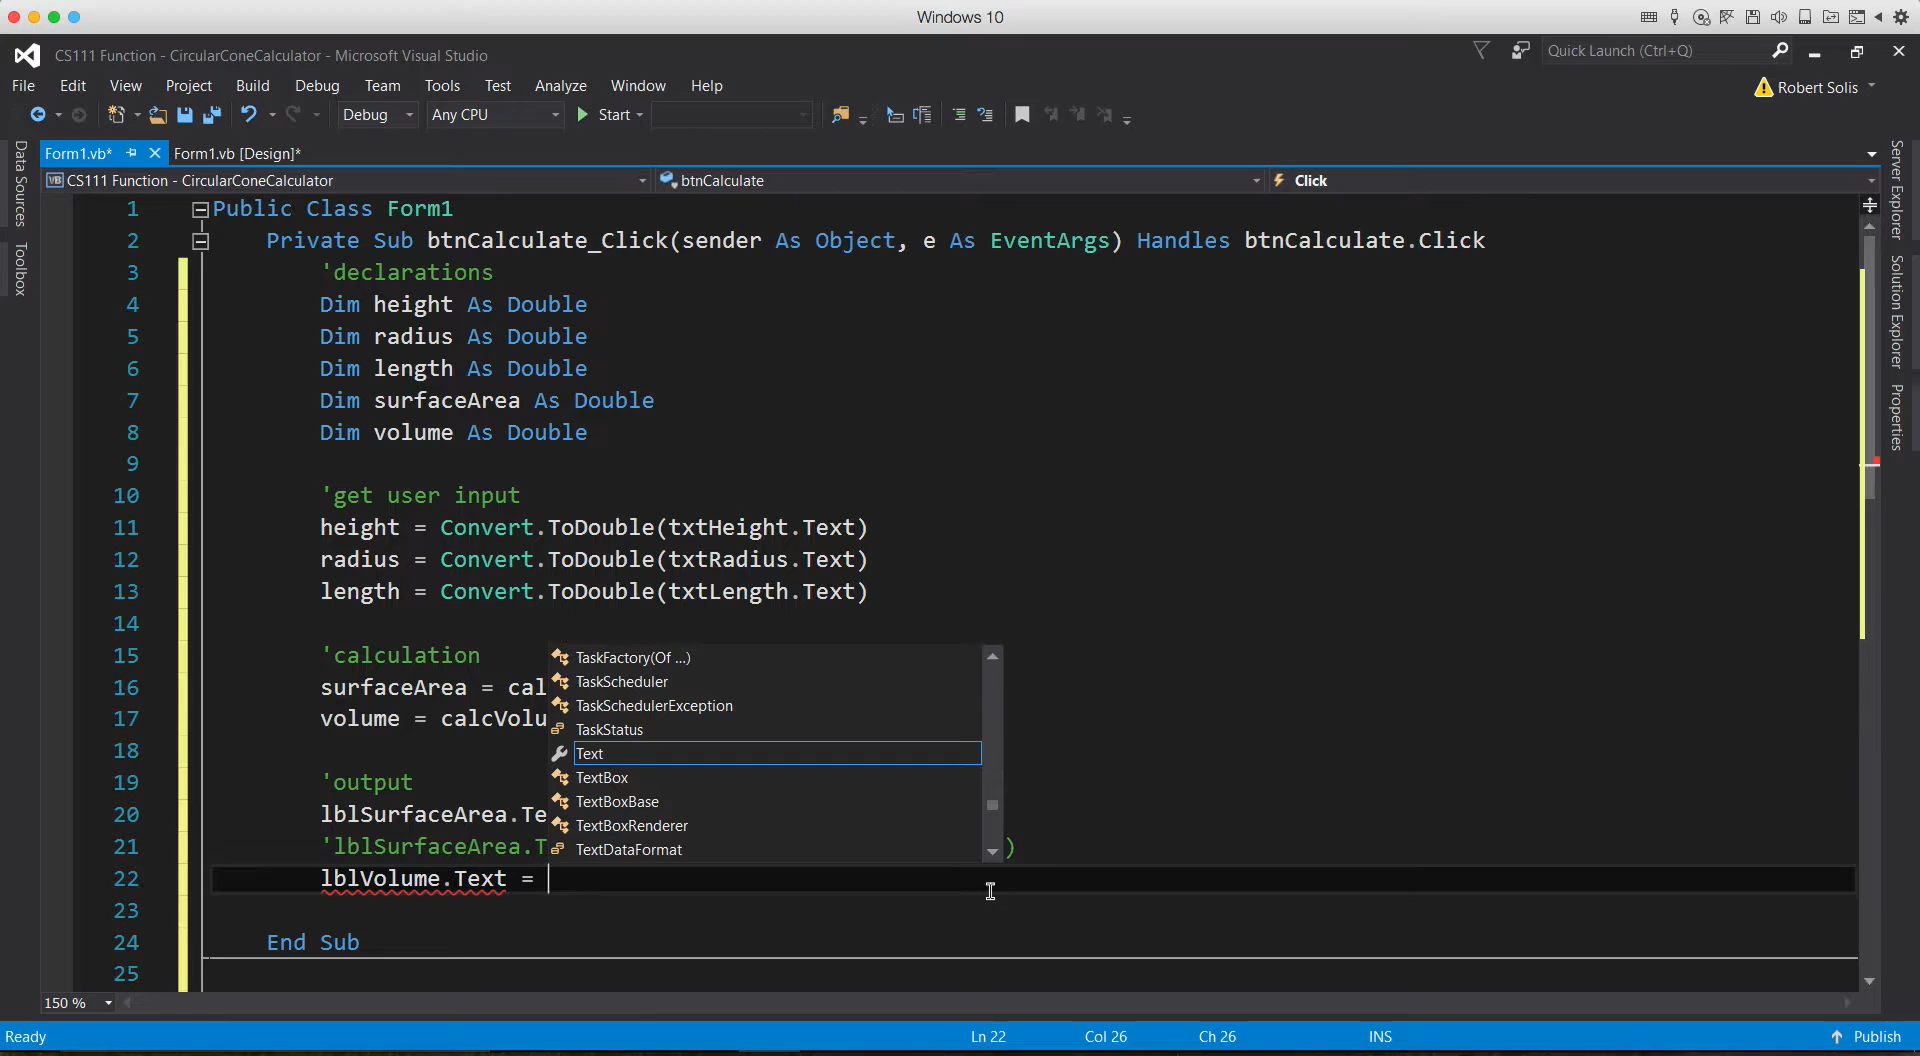 Windows 10
CS111 Function - CircularConeCalculator - Microsoft Visual Studio
Quick Launch (Ctrl+Q)
File Edit View Project Build Debug Team Tools Test Analyze Window Help
Robert Solis
Debug Any CPU Start
Form1.vb* Form1.vb [Design]*
VB CS111 Function - CircularConeCalculator btnCalculate Click
Data Sources
Toolbox
Server Explorer
Solution Explorer
Properties
1 Public Class Form1
2 Private Sub btnCalculate_Click(sender As Object, e As EventArgs) Handles btnCalculate.Click
3 'declarations
4 Dim height As Double
5 Dim radius As Double
6 Dim length As Double
7 Dim surfaceArea As Double
8 Dim volume As Double
9
10 'get user input
11 height = Convert.ToDouble(txtHeight.Text)
12 radius = Convert.ToDouble(txtRadius.Text)
13 length = Convert.ToDouble(txtLength.Text)
14
15 'calculation
16 surfaceArea = cal
17 volume = calcVolu
18
19 'output
20 lblSurfaceArea.Te
21 'lblSurfaceArea.T )
22 lblVolume.Text =
23
24 End Sub
25
TaskFactory(Of ...)
TaskScheduler
TaskSchedulerException
TaskStatus
Text
TextBox
TextBoxBase
TextBoxRenderer
TextDataFormat
150 %
Ready Ln 22 Col 26 Ch 26 INS Publish